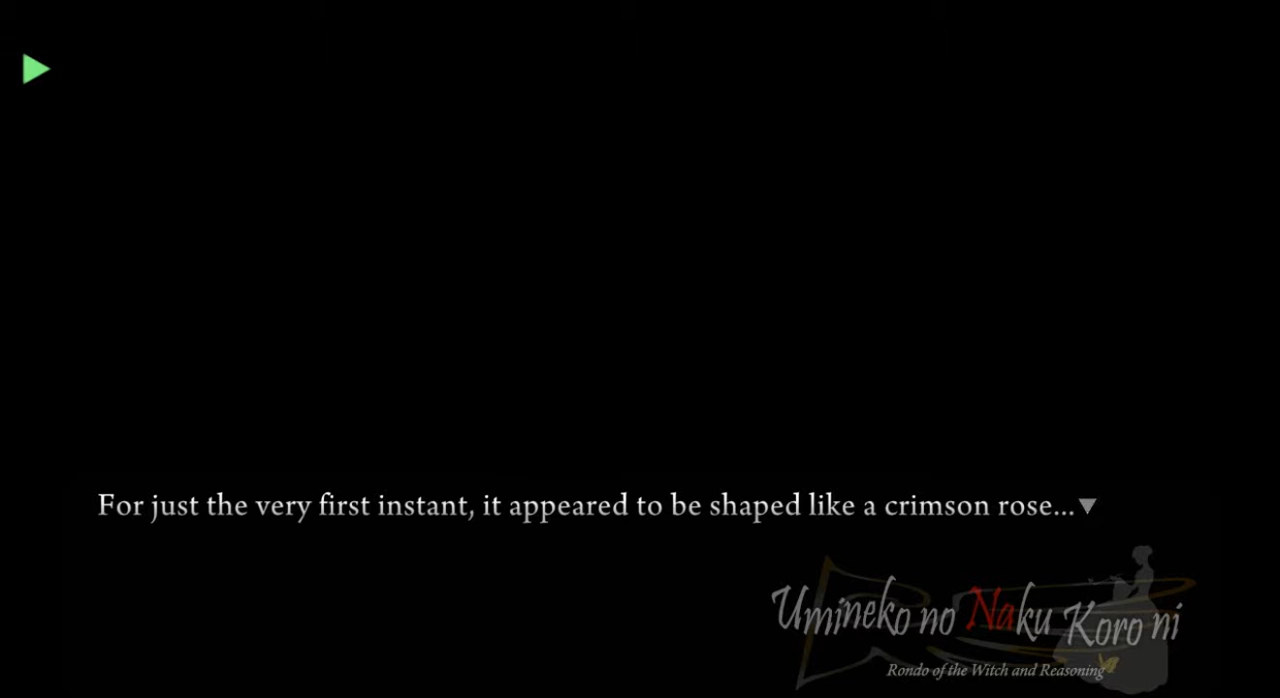 For just the very first instant, it appeared to be shaped like a crimson rose...
Umineko no Naku Koro ni
Rondo of the Witch and Reasoning